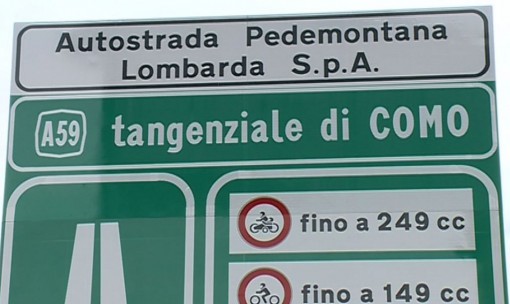 Autostrada Pedemontana
Lombarda S.p.A.
A59 tangenziale di COMO
fino a 249 cc
fino a 149 cc